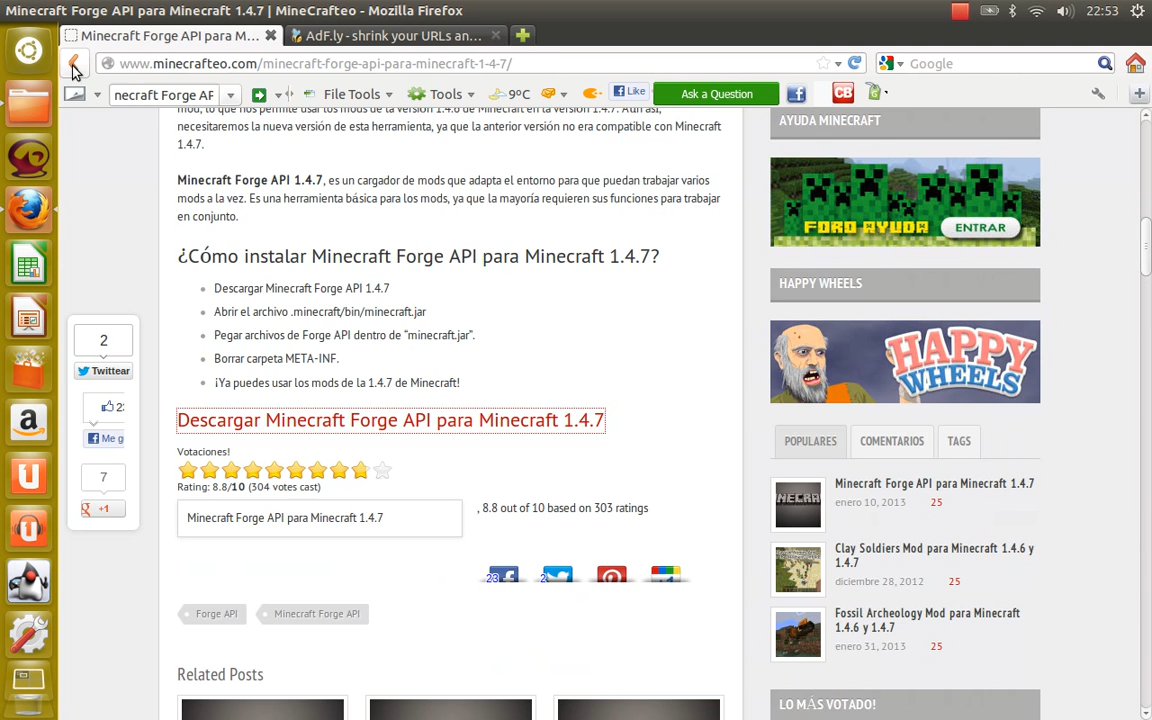 Minecraft Forge API para Minecraft 1.4.7 | MineCrafteo - Mozilla Firefox
22:53
Minecraft Forge API para M...
AdF.ly - shrink your URLs an...
www.minecrafteo.com/minecraft-forge-api-para-minecraft-1-4-7/
Google
necraft Forge AP
File Tools
Tools
9°C
Like
Ask a Question
CB
mod, lo que nos permite usar los mods de la versión 1.4.6 de Minecraft en la versión 1.4.7. Aun así,
necesitaremos la nueva versión de esta herramienta, ya que la anterior versión no era compatible con Minecraft
1.4.7.
Minecraft Forge API 1.4.7, es un cargador de mods que adapta el entorno para que puedan trabajar varios
mods a la vez. Es una herramienta básica para los mods, ya que la mayoría requieren sus funciones para trabajar
en conjunto.
¿Cómo instalar Minecraft Forge API para Minecraft 1.4.7?
Descargar Minecraft Forge API 1.4.7
Abrir el archivo .minecraft/bin/minecraft.jar
Pegar archivos de Forge API dentro de “minecraft.jar”.
Borrar carpeta META-INF.
¡Ya puedes usar los mods de la 1.4.7 de Minecraft!
Descargar Minecraft Forge API para Minecraft 1.4.7
Votaciones!
Rating: 8.8/10 (304 votes cast)
Minecraft Forge API para Minecraft 1.4.7
, 8.8 out of 10 based on 303 ratings
23
2
Forge API
Minecraft Forge API
Related Posts
2
Twittear
23
Me g
7
+1
AYUDA MINECRAFT
FORO AYUDA
ENTRAR
HAPPY WHEELS
HAPPY
WHEELS
POPULARES
COMENTARIOS
TAGS
Minecraft Forge API para Minecraft 1.4.7
enero 10, 2013
25
Clay Soldiers Mod para Minecraft 1.4.6 y
1.4.7
diciembre 28, 2012
25
Fossil Archeology Mod para Minecraft
1.4.6 y 1.4.7
enero 31, 2013
25
LO MÁS VOTADO!